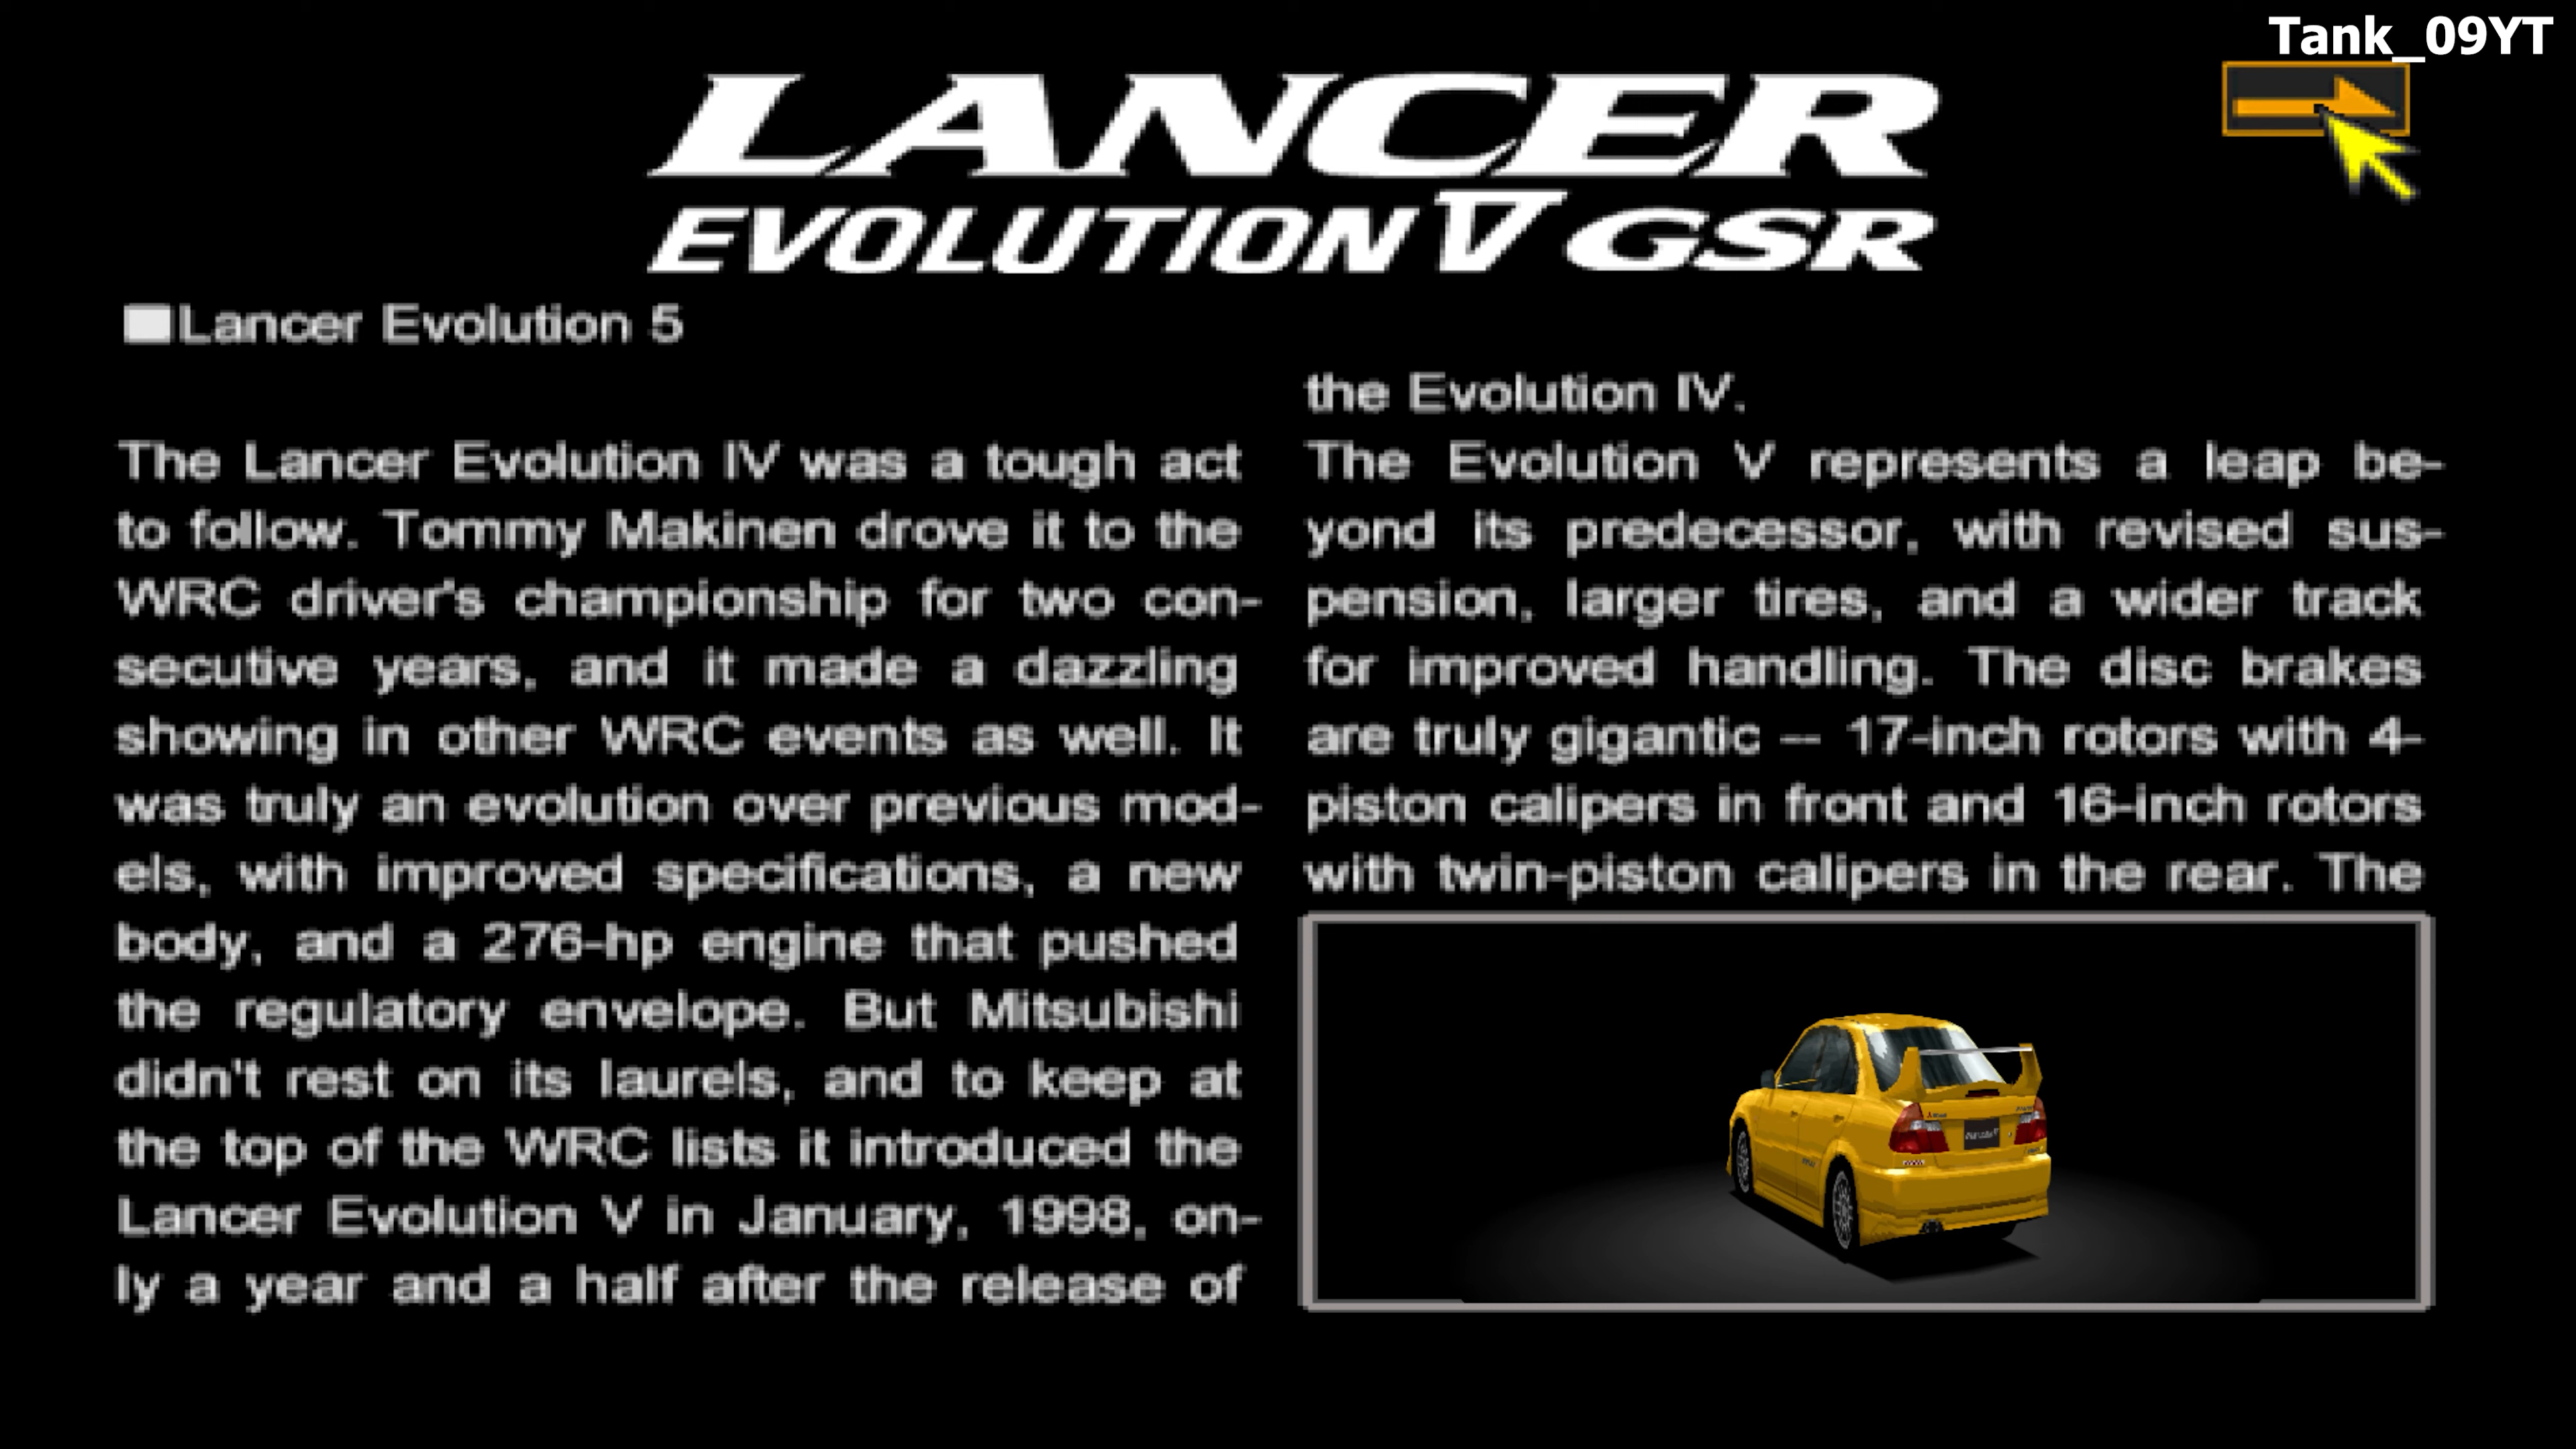 Tank_09YT
LANCER
EVOLUTION V GSR
■Lancer Evolution 5
The Lancer Evolution IV was a tough act
to follow. Tommy Makinen drove it to the
WRC driver's championship for two con-
secutive years, and it made a dazzling
showing in other WRC events as well. It
was truly an evolution over previous mod-
els, with improved specifications, a new
body, and a 276-hp engine that pushed
the regulatory envelope. But Mitsubishi
didn't rest on its laurels, and to keep at
the top of the WRC lists it introduced the
Lancer Evolution V in January, 1998, on-
ly a year and a half after the release of
the Evolution IV.
The Evolution V represents a leap be-
yond its predecessor, with revised sus-
pension, larger tires, and a wider track
for improved handling. The disc brakes
are truly gigantic -- 17-inch rotors with 4-
piston calipers in front and 16-inch rotors
with twin-piston calipers in the rear. The